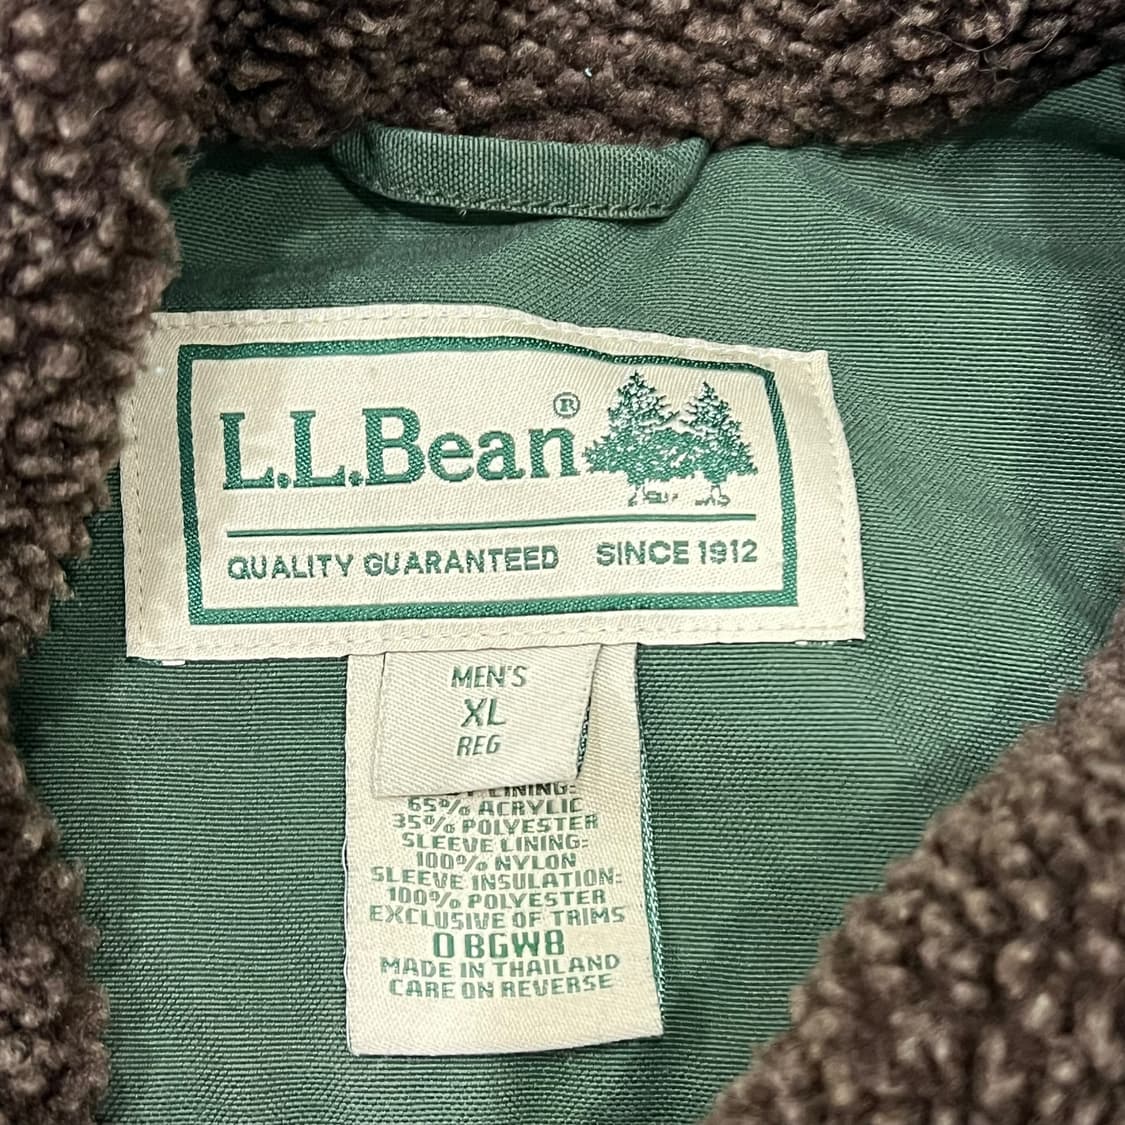 L.L.Bean®
QUALITY GUARANTEED SINCE 1912
MEN'S
XL
REG
LINING:
65% ACRYLIC
35% POLYESTER
SLEEVE LINING:
100% NYLON
SLEEVE INSULATION:
100% POLYESTER
EXCLUSIVE OF TRIMS
0BGW8
MADE IN THAILAND
CARE ON REVERSE